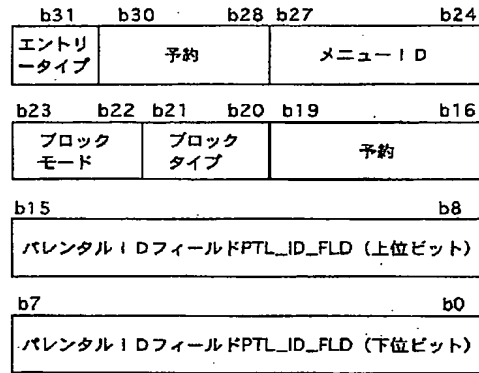 b31 b30 b28 b27 b24
エントリータイプ 予約 メニューID
b23 b22 b21 b20 b19 b16
ブロックモード ブロックタイプ 予約
b15 b8
パレンタルIDフィールドPTL_ID_FLD（上位ビット）
b7 b0
パレンタルIDフィールドPTL_ID_FLD（下位ビット）